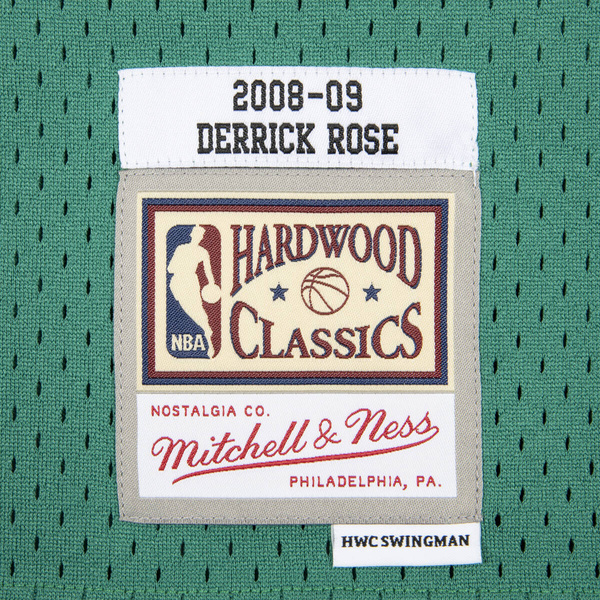 2008-09
DERRICK ROSE
HARDWOOD
NBA
CLASSICS
NOSTALGIA CO.
Mitchell & Ness
PHILADELPHIA, PA.
HWC SWINGMAN